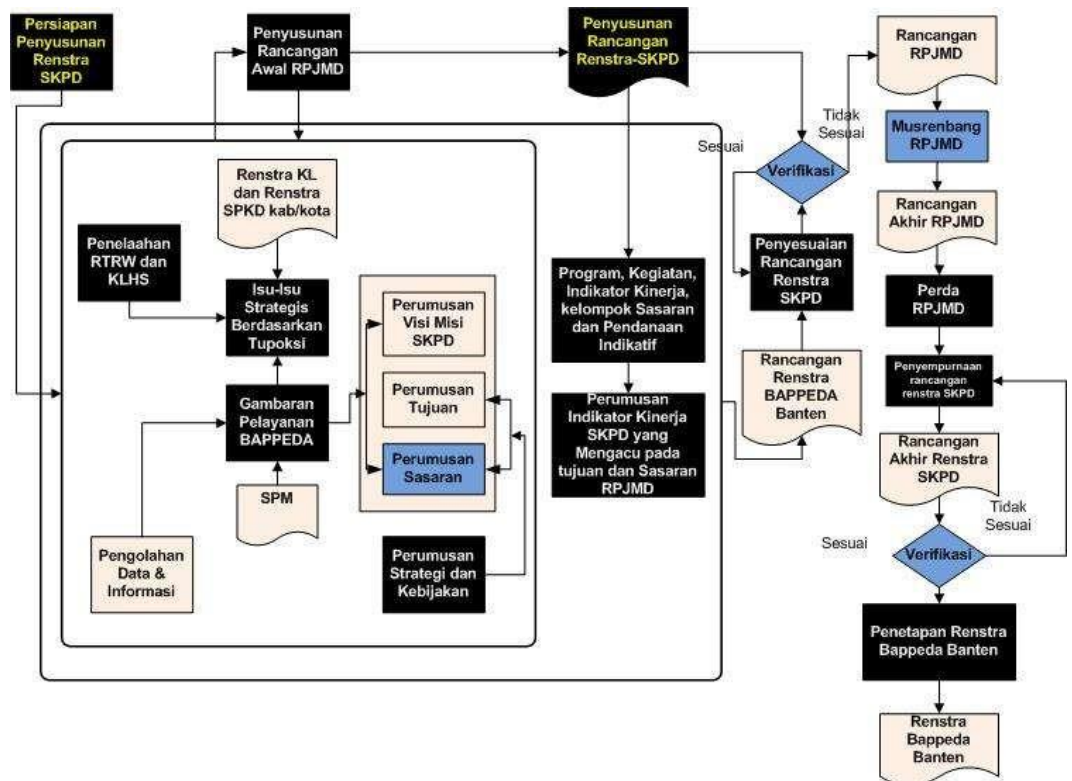 Persiapan
Penyusunan
Renstra
SKPD
Penyusunan
Rancangan
Awal RPJMD
Penyusunan
Rancangan
Renstra-SKPD
Rancangan
RPJMD
Tidak
Sesuai
Sesuai
Verifikasi
Musrenbang
RPJMD
Rancangan
Akhir RPJMD
Renstra KL
dan Renstra
SPKD kab/kota
Penelaahan
RTRW dan
KLHS
Isu-Isu
Strategis
Berdasarkan
Tupoksi
Perumusan
Visi Misi
SKPD
Program, Kegiatan,
Indikator Kinerja,
kelompok Sasaran
dan Pendanaan
Indikatif
Penyesuaian
Rancangan
Renstra
SKPD
Perda
RPJMD
Gambaran
Pelayanan
BAPPEDA
Perumusan
Tujuan
Perumusan
Sasaran
Perumusan
Indikator Kinerja
SKPD yang
Mengacu pada
tujuan dan Sasaran
RPJMD
Rancangan
Renstra
BAPPEDA
Banten
Penyempurnaan
rancangan
renstra SKPD
Rancangan
Akhir Renstra
SKPD
SPM
Tidak
Sesuai
Sesuai
Verifikasi
Pengolahan
Data &
Informasi
Perumusan
Strategi dan
Kebijakan
Penetapan Renstra
Bappeda Banten
Renstra
Bappeda
Banten